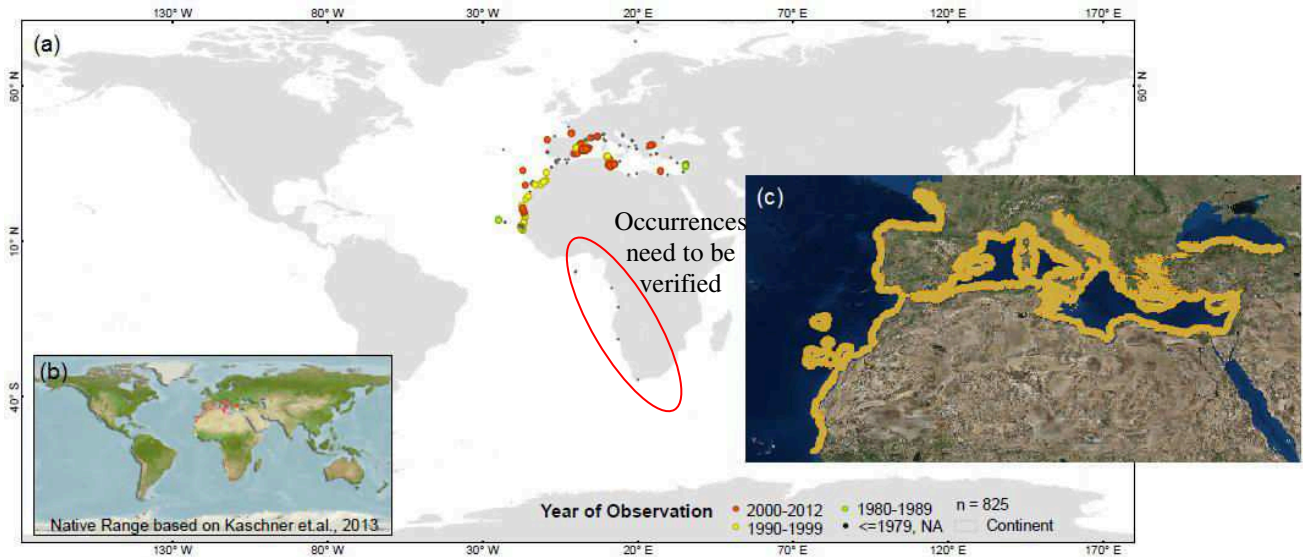 130° W 80° W 30° W 20° E 70° E 120° E 170° E
(a)
60° N
60° N
10° N
40° S
Occurrences
need to be
verified
(c)
(b)
Native Range based on Kaschner et.al., 2013
10° N
40° S
Year of Observation
2000-2012
1990-1999
1980-1989
<=1979, NA
n = 825
Continent
130° W 80° W 30° W 20° E 70° E 120° E 170° E